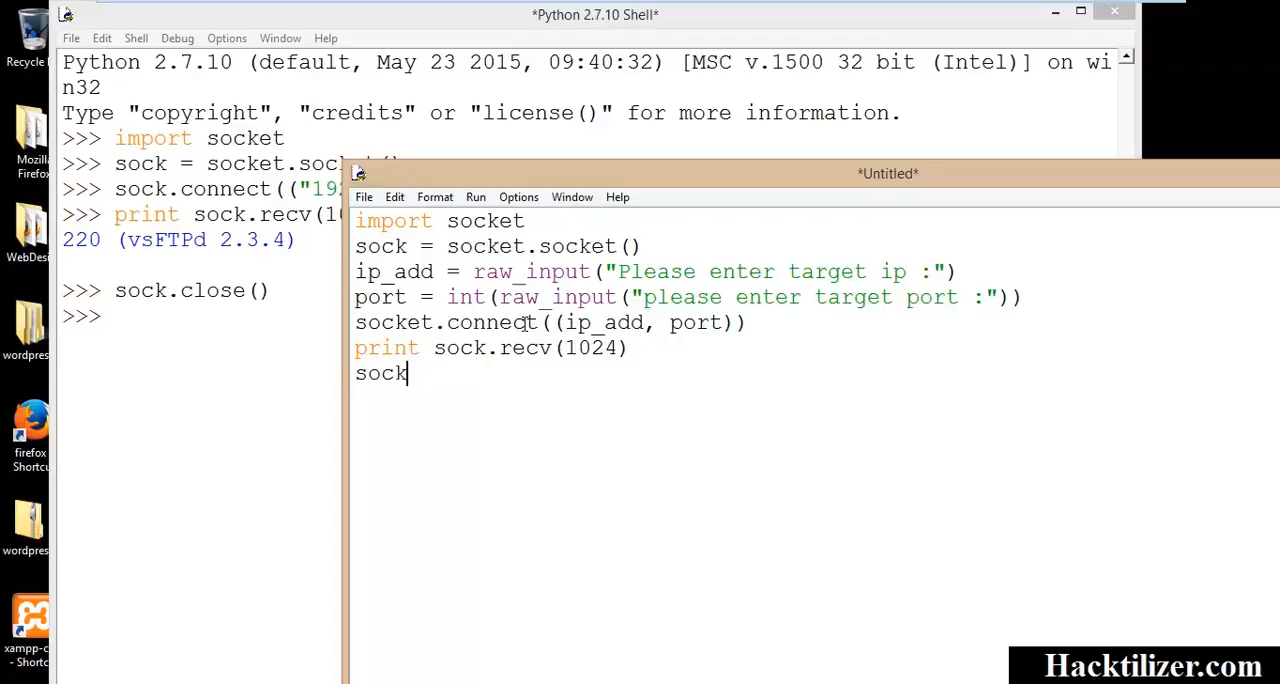 *Python 2.7.10 Shell*
File Edit Shell Debug Options Window Help
Python 2.7.10 (default, May 23 2015, 09:40:32) [MSC v.1500 32 bit (Intel)] on wi
n32
Type "copyright", "credits" or "license()" for more information.
>>> import socket
>>> sock = socket.socket()
>>> sock.connect(("192
>>> print sock.recv(10
220 (vsFTPd 2.3.4)
>>> sock.close()
>>>
*Untitled*
File Edit Format Run Options Window Help
import socket
sock = socket.socket()
ip_add = raw_input("Please enter target ip :")
port = int(raw_input("please enter target port :"))
socket.connect((ip_add, port))
print sock.recv(1024)
sock
Recycle
Mozilla
Firefox
WebDesi
wordpres
firefox
Shortcu
wordpres
xampp-c
- Shortc
Hacktilizer.com